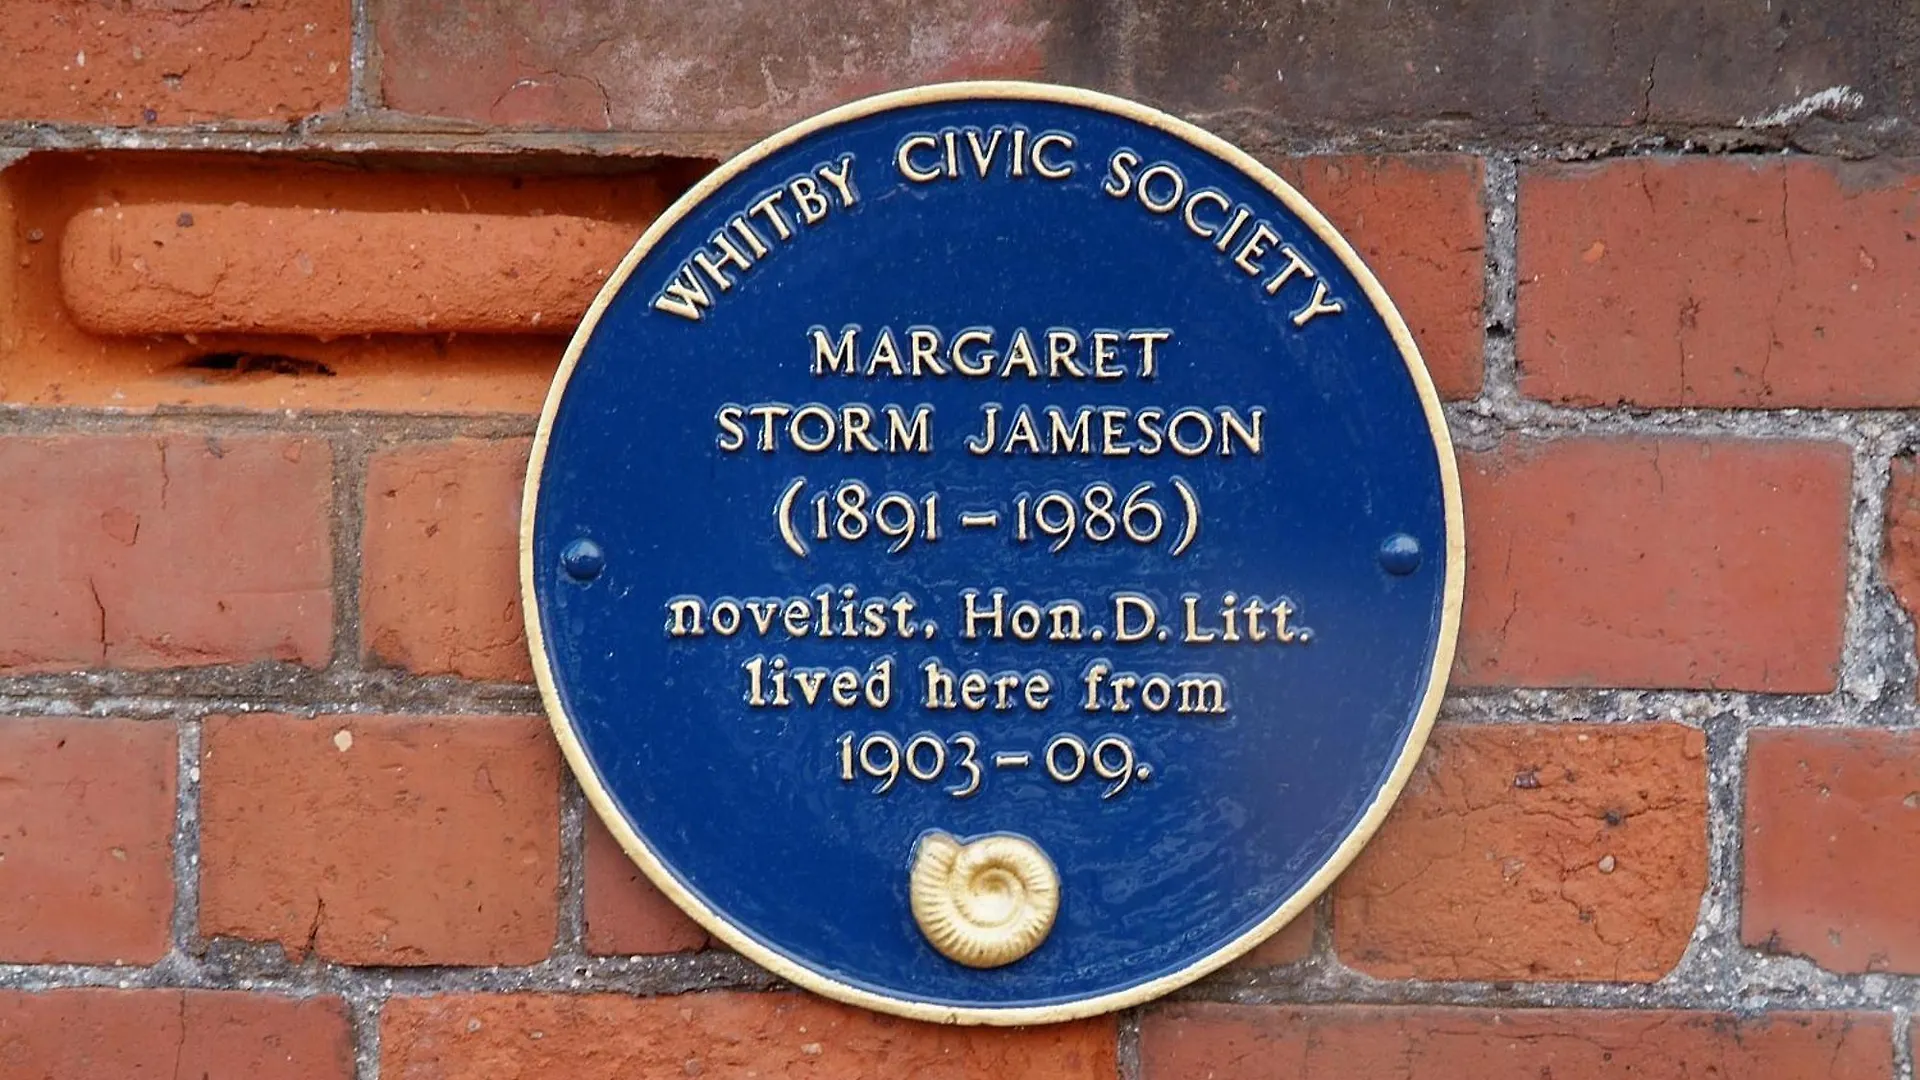 WHITBY CIVIC SOCIETY
MARGARET
STORM JAMESON
(1891 – 1986)
novelist. Hon. D. Litt.
lived here from
1903 – 09.